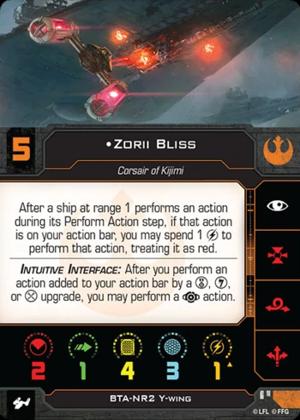 5
•Zorii Bliss
Corsair of Kijimi
After a ship at range 1 performs an action
during its Perform Action step, if that action
is on your action bar, you may spend 1 to
perform that action, treating it as red.
Intuitive Interface: After you perform an
action added to your action bar by a , ,
or upgrade, you may perform a action.
2 1 4 3 1
BTA-NR2 Y-wing
©LFL ©FFG